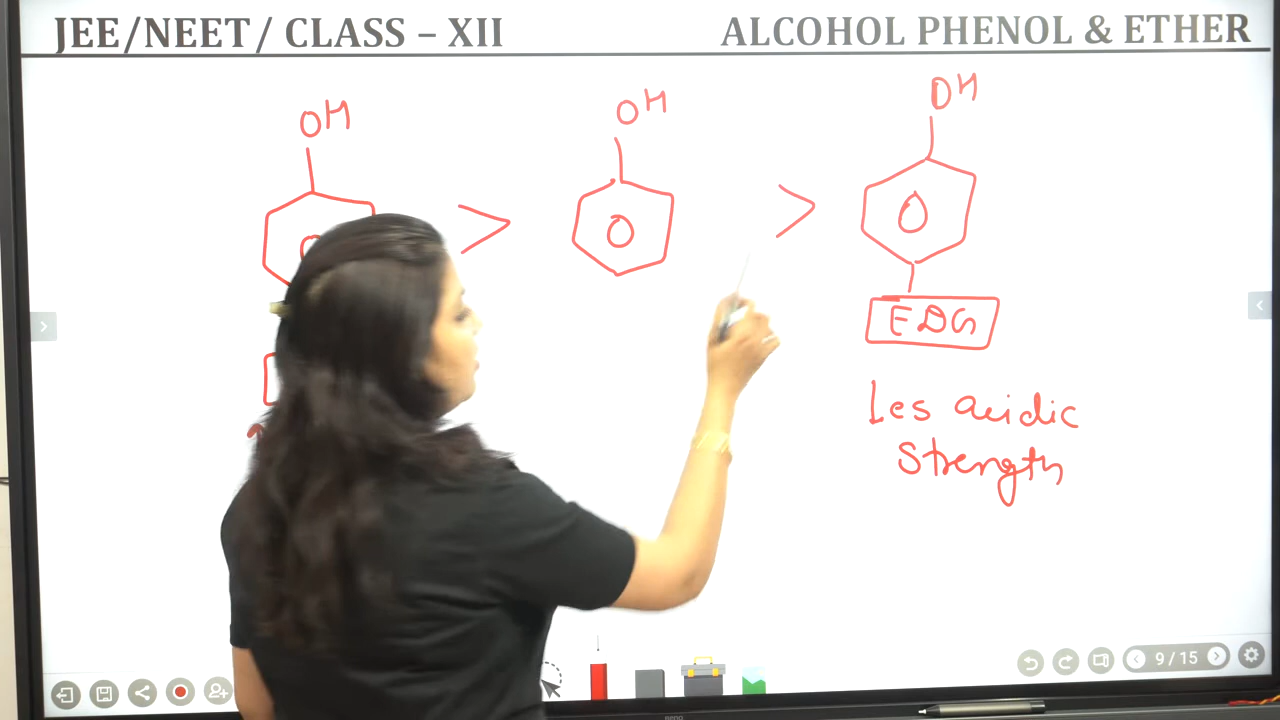 JEE/NEET/ CLASS – XII
ALCOHOL PHENOL & ETHER
OH
OH
OH
>
>
EDG
Les acidic
Strength
9/15